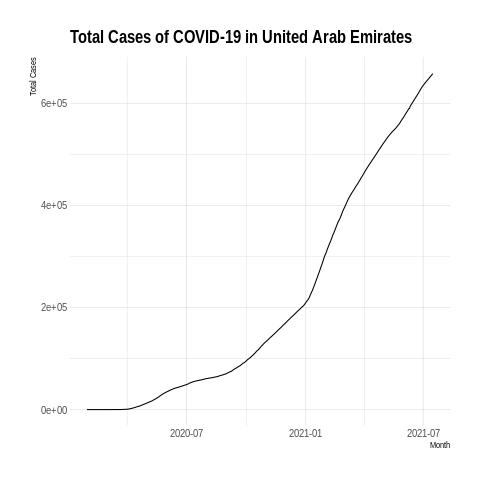 Total Cases of COVID-19 in United Arab Emirates
Total Cases
6e+05
4e+05
2e+05
0e+00
2020-07
2021-01
2021-07
Month